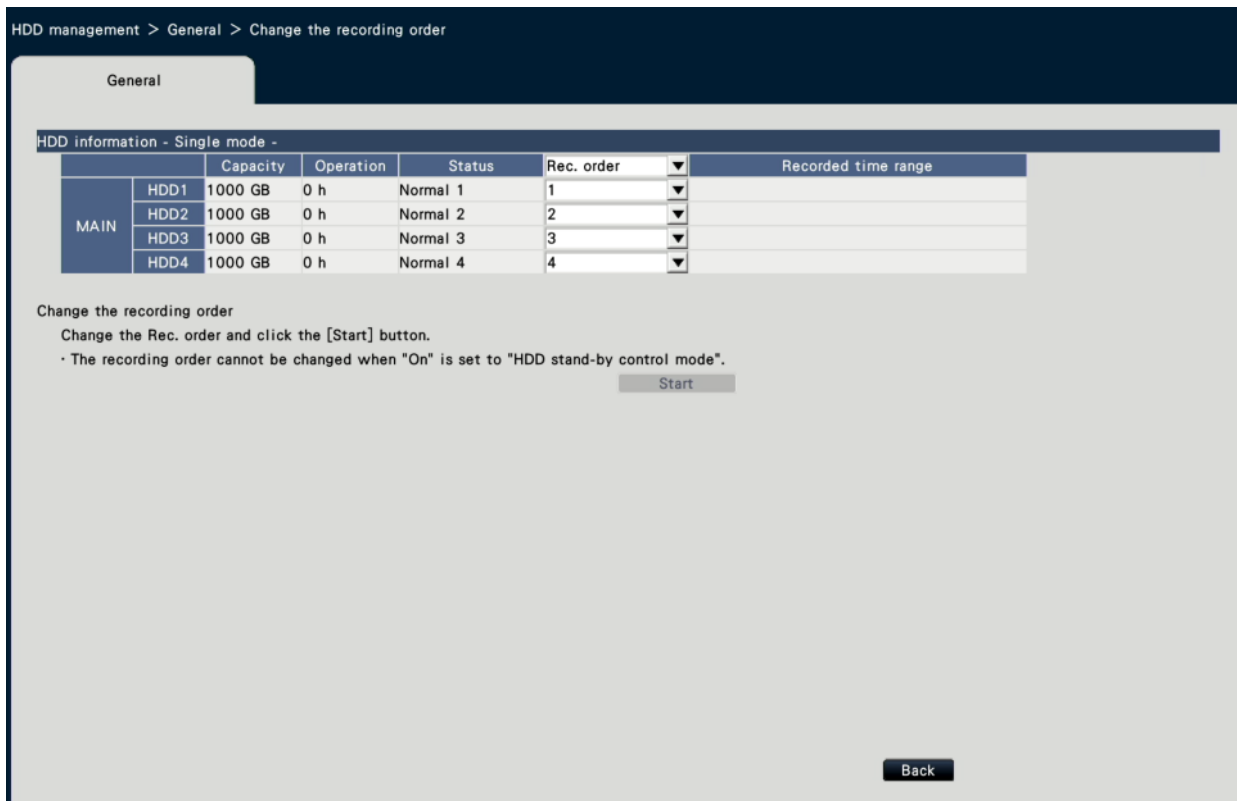 HDD management > General > Change the recording order
General
HDD information - Single mode -
Capacity Operation Status Rec. order ▼ Recorded time range
MAIN
HDD1 1000 GB 0 h Normal 1 1 ▼
HDD2 1000 GB 0 h Normal 2 2 ▼
HDD3 1000 GB 0 h Normal 3 3 ▼
HDD4 1000 GB 0 h Normal 4 4 ▼
Change the recording order
Change the Rec. order and click the [Start] button.
· The recording order cannot be changed when "On" is set to "HDD stand-by control mode".
Start
Back